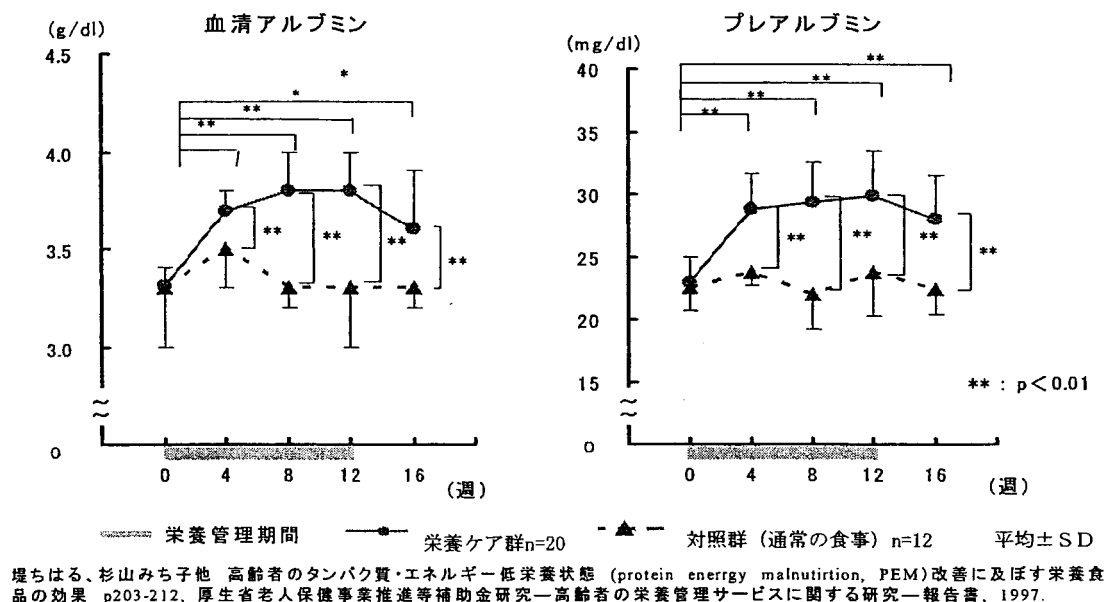 血清アルブミン
(g/dl)
4.5
4.0
3.5
3.0
0
*
*
**
**
**
**
**
**
0 4 8 12 16
(週)
プレアルブミン
(mg/dl)
40
35
30
25
20
15
0
**
**
**
**
**
**
**
**
** : p<0.01
0 4 8 12 16
(週)
栄養管理期間 栄養ケア群n=20 対照群 (通常の食事) n=12 平均±SD
堤ちはる、杉山みち子他 高齢者のタンパク質・エネルギー低栄養状態 (protein enerrgy malnutirtion, PEM)改善に及ぼす栄養食
品の効果 p203-212, 厚生省老人保健事業推進等補助金研究―高齢者の栄養管理サービスに関する研究―報告書, 1997.